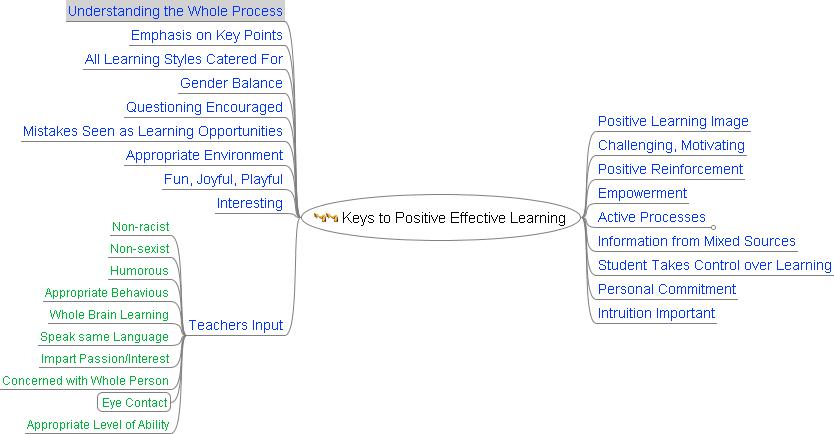 Understanding the Whole Process
Emphasis on Key Points
All Learning Styles Catered For
Gender Balance
Questioning Encouraged
Mistakes Seen as Learning Opportunities
Appropriate Environment
Fun, Joyful, Playful
Interesting
Teachers Input
Non-racist
Non-sexist
Humorous
Appropriate Behavious
Whole Brain Learning
Speak same Language
Impart Passion/Interest
Concerned with Whole Person
Eye Contact
Appropriate Level of Ability
Keys to Positive Effective Learning
Positive Learning Image
Challenging, Motivating
Positive Reinforcement
Empowerment
Active Processes
Information from Mixed Sources
Student Takes Control over Learning
Personal Commitment
Intruition Important